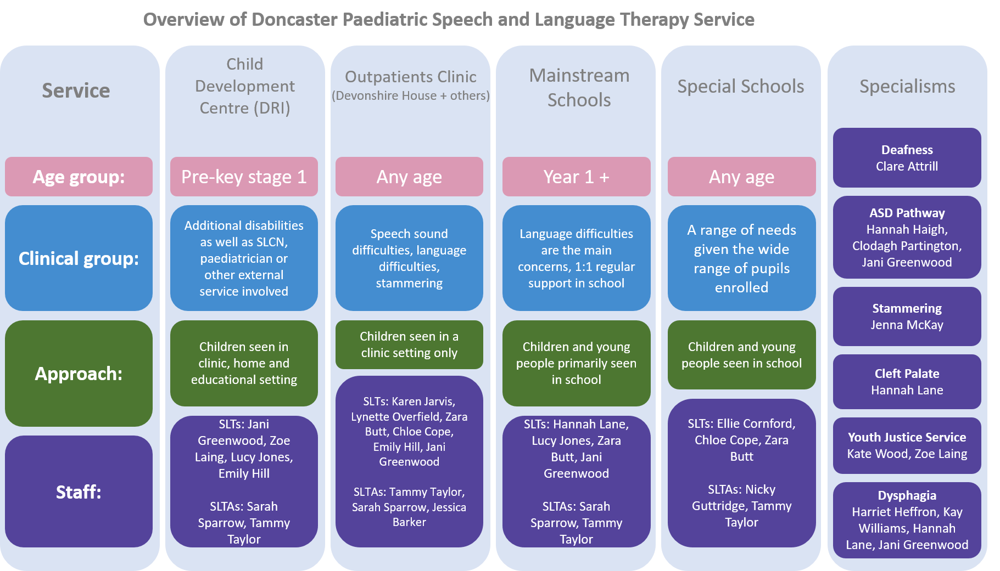 Overview of Doncaster Paediatric Speech and Language Therapy Service
Service
Age group:
Clinical group:
Approach:
Staff:
Child
Development
Centre (DRI)
Pre-key stage 1
Additional disabilities
as well as SLCN,
paediatrician or
other external
service involved
Children seen in
clinic, home and
educational setting
SLTs: Jani
Greenwood, Zoe
Laing, Lucy Jones,
Emily Hill
SLTAs: Sarah
Sparrow, Tammy
Taylor
Outpatients Clinic
(Devonshire House + others)
Any age
Speech sound
difficulties, language
difficulties,
stammering
Children seen in a
clinic setting only
SLTs: Karen Jarvis,
Lynette Overfield, Zara
Butt, Chloe Cope,
Emily Hill, Jani
Greenwood
SLTAs: Tammy Taylor,
Sarah Sparrow, Jessica
Barker
Mainstream
Schools
Year 1 +
Language difficulties
are the main
concerns, 1:1 regular
support in school
Children and young
people primarily seen
in school
SLTs: Hannah Lane,
Lucy Jones, Zara
Butt, Jani
Greenwood
SLTAs: Sarah
Sparrow, Tammy
Taylor
Special Schools
Any age
A range of needs
given the wide
range of pupils
enrolled
Children and young
people seen in school
SLTs: Ellie Cornford,
Chloe Cope, Zara
Butt
SLTAs: Nicky
Guttridge, Tammy
Taylor
Specialisms
Deafness
Clare Attrill
ASD Pathway
Hannah Haigh,
Clodagh Partington,
Jani Greenwood
Stammering
Jenna McKay
Cleft Palate
Hannah Lane
Youth Justice Service
Kate Wood, Zoe Laing
Dysphagia
Harriet Heffron, Kay
Williams, Hannah
Lane, Jani Greenwood